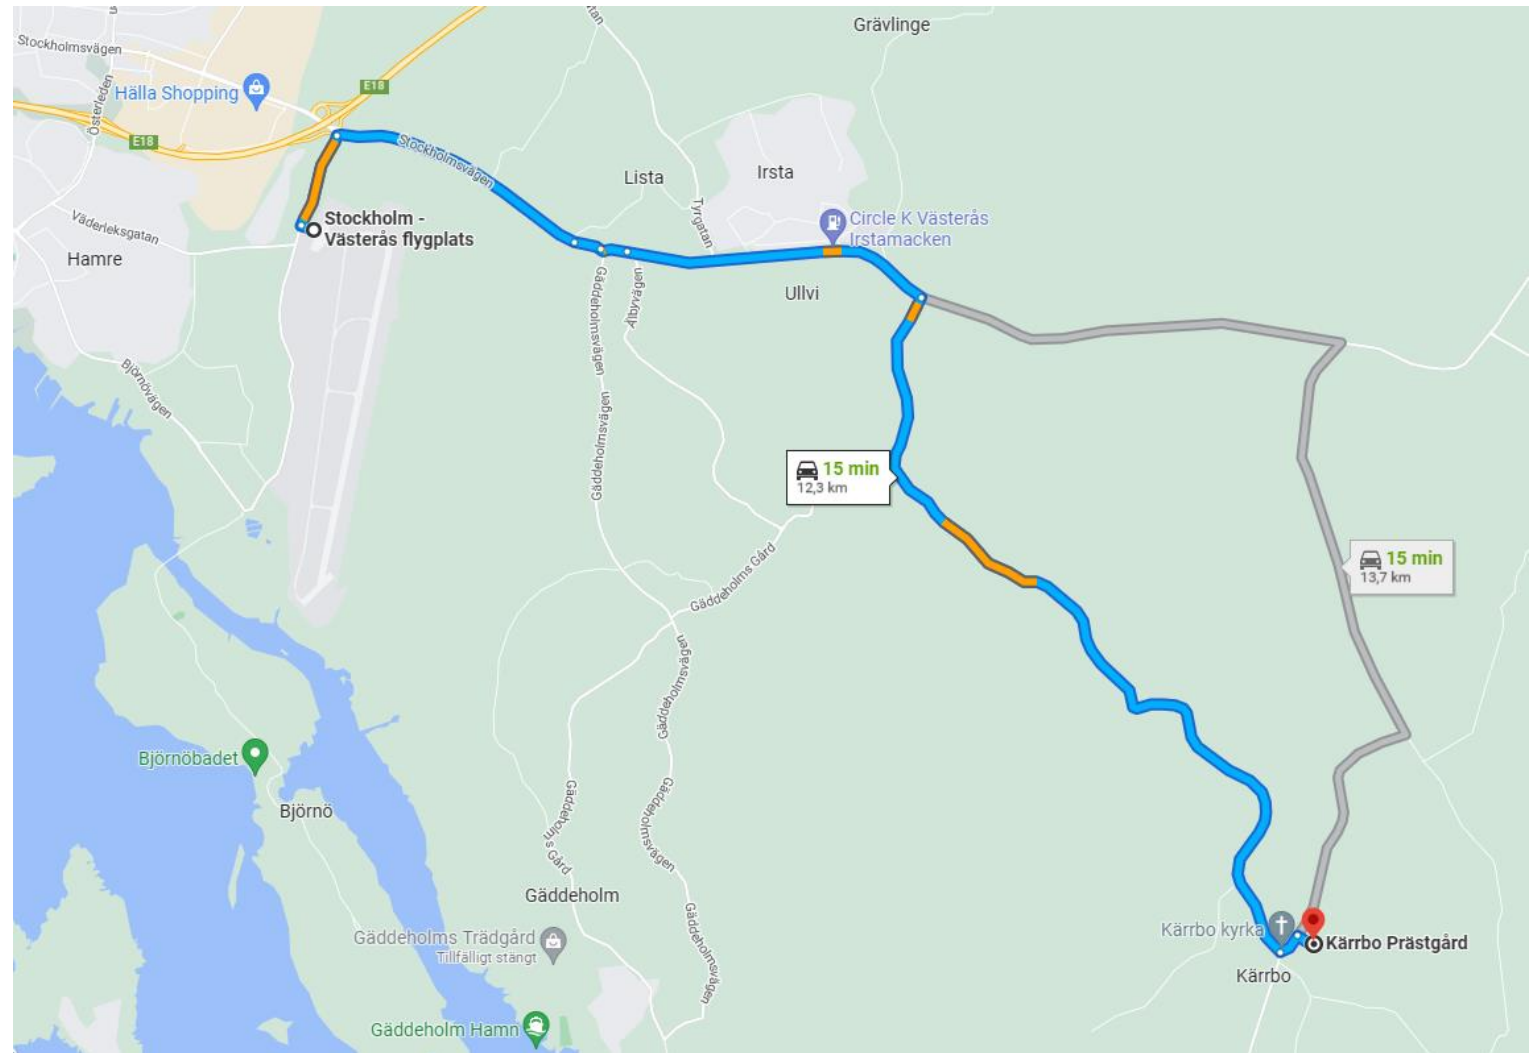 Grävlinge
Stockholmsvägen
Österleden
Hälla Shopping
E18
E18
Stockholmsvägen
Lista
Irsta
Tyrgatan
Circle K Västerås
Irstamacken
Stockholm -
Västerås flygplats
Väderleksgatan
Hamre
Gäddeholmsvägen
Älbyvägen
Ullvi
Björnövägen
Gäddeholmsvägen
15 min
12,3 km
15 min
13,7 km
Gäddeholms Gård
Gäddeholmsvägen
Björnöbadet
Björnö
Gäddeholms Gård
Gäddeholmsvägen
Gäddeholm
Gäddeholms Trädgård
Tillfälligt stängt
Gäddeholmsvägen
Kärrbo kyrka
Kärrbo Prästgård
Kärrbo
Gäddeholm Hamn